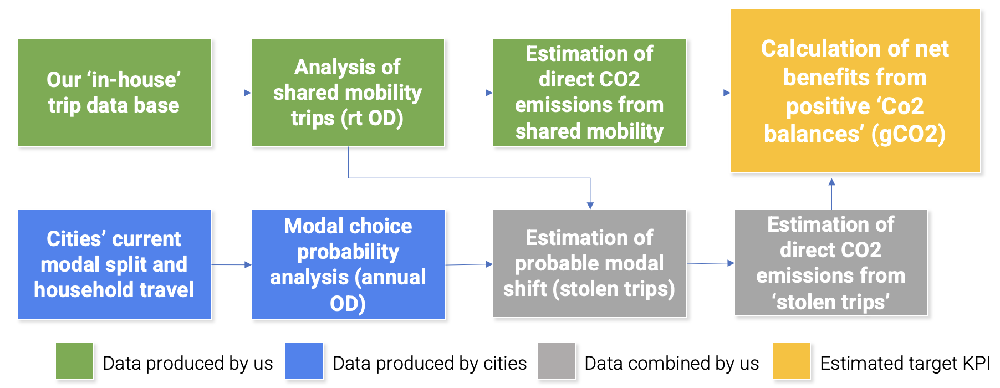 Our ‘in-house’
trip data base
Analysis of
shared mobility
trips (rt OD)
Estimation of
direct CO2
emissions from
shared mobility
Calculation of net
benefits from
positive ‘Co2
balances’ (gCO2)
Cities’ current
modal split and
household travel
Modal choice
probability
analysis (annual
OD)
Estimation of
probable modal
shift (stolen trips)
Estimation of
direct CO2
emissions from
‘stolen trips’
Data produced by us
Data produced by cities
Data combined by us
Estimated target KPI